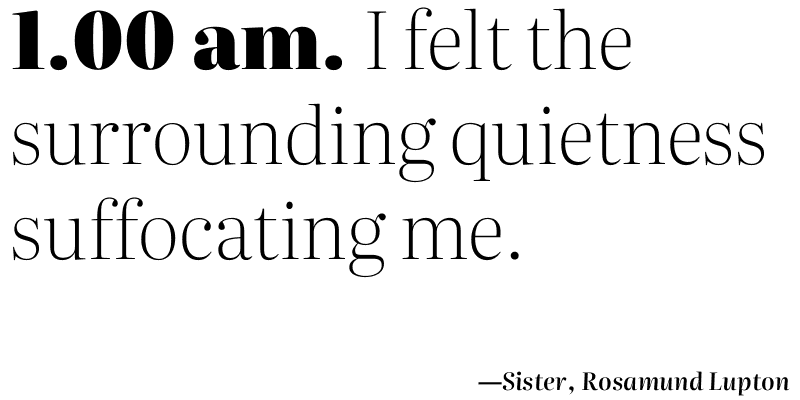 1.00 am. I felt the
surrounding quietness
suffocating me.
—Sister, Rosamund Lupton